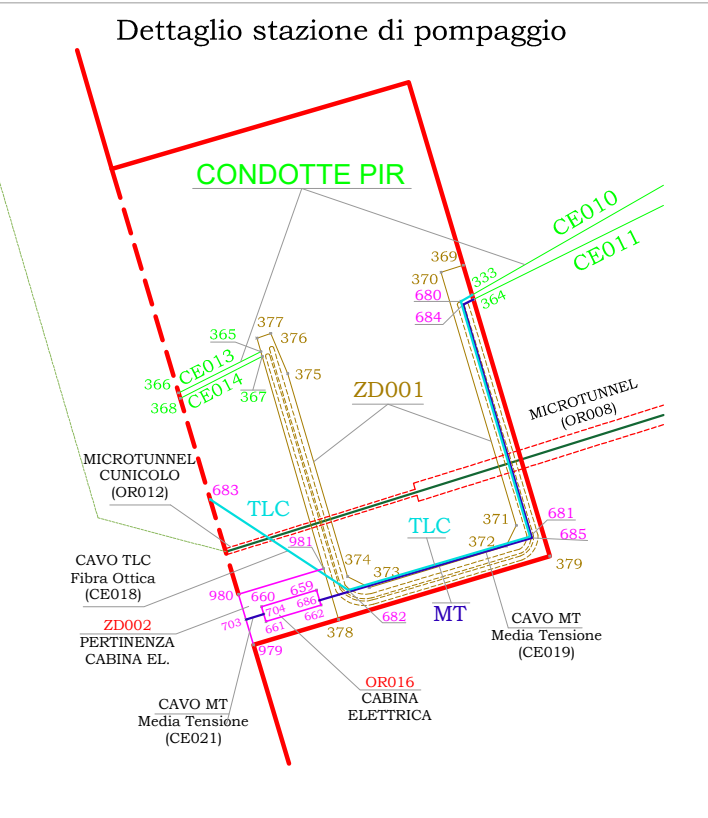 Dettaglio stazione di pompaggio
CONDOTTE PIR
CE010
CE011
369
370
333
364
680
684
377
376
375
365
CE013
CE014
366
368
367
ZD001
MICROTUNNEL
(OR008)
MICROTUNNEL
CUNICOLO
(OR012)
683
TLC
TLC
981
371
372
681
685
379
CAVO TLC
Fibra Ottica
(CE018)
374
373
980
660
659
704
686
661
662
703
979
378
682
MT
ZD002
PERTINENZA
CABINA EL.
CAVO MT
Media Tensione
(CE019)
OR016
CABINA
ELETTRICA
CAVO MT
Media Tensione
(CE021)